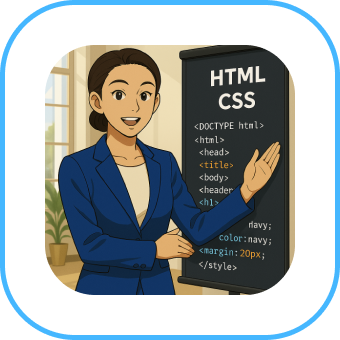 HTML
CSS
<DOCTYPE html>
<html>
<head>
<title>
<body>
<header
<h1
navy;
color:navy;
<margin:20px;
</style>